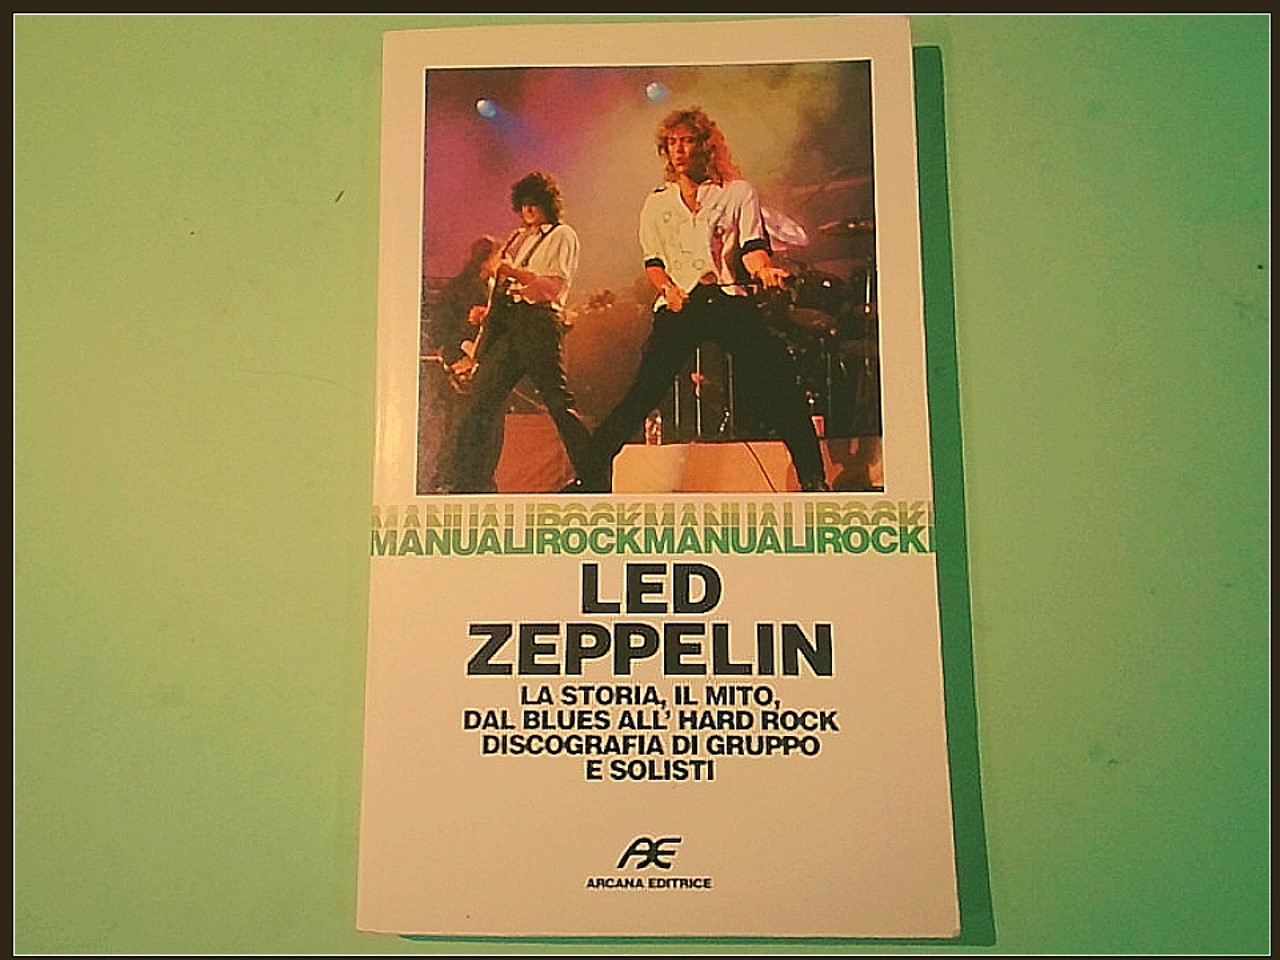 MANUALIROCKMANUALIROCK
MANUALIROCKMANUALIROCK
LED
ZEPPELIN
LA STORIA, IL MITO,
DAL BLUES ALL' HARD ROCK
DISCOGRAFIA DI GRUPPO
E SOLISTI
AE
ARCANA EDITRICE